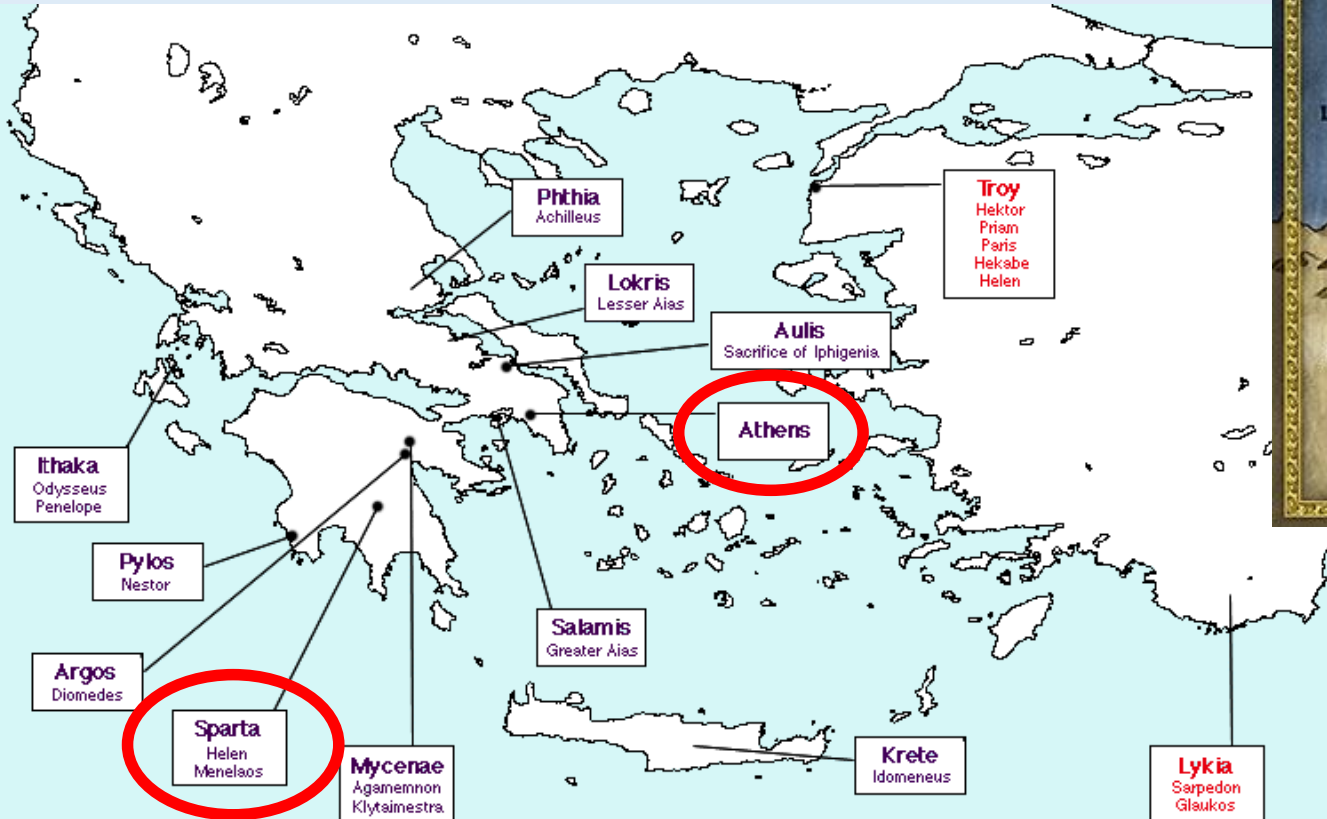 Phthia
Achilleus
Troy
Hektor
Priam
Paris
Hekabe
Helen
Lokris
Lesser Aias
Aulis
Sacrifice of Iphigenia
Athens
Ithaka
Odysseus
Penelope
Pylos
Nestor
Salamis
Greater Aias
Argos
Diomedes
Sparta
Helen
Menelaos
Mycenae
Agamemnon
Klytaimestra
Krete
Idomeneus
Lykia
Sarpedon
Glaukos